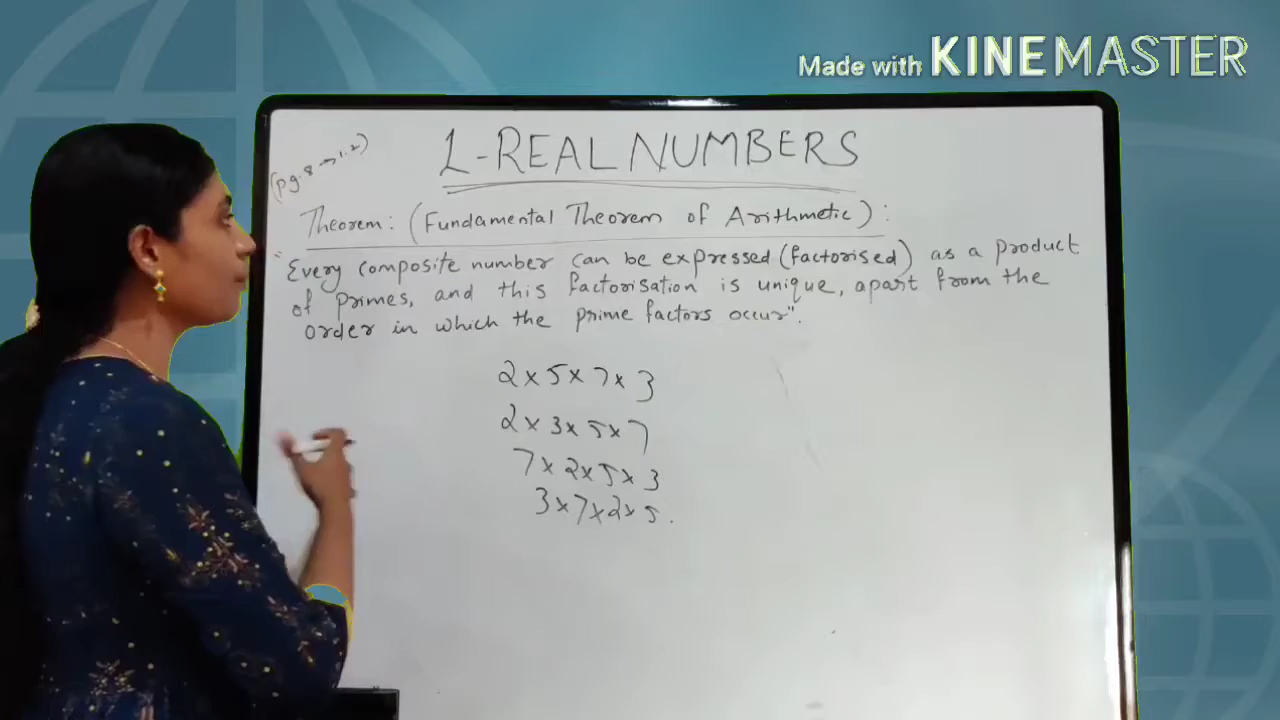 Made with KINEMASTER
(pg.8 → 1.2)
1-REAL NUMBERS
Theorem: (Fundamental Theorem of Arithmetic):
"Every composite number can be expressed (factorised) as a product
of primes, and this factorisation is unique, apart from the
order in which the prime factors occur".
2 x 5 x 7 x 3
2 x 3 x 5 x 7
7 x 2 x 5 x 3
3 x 7 x 2 x 5.